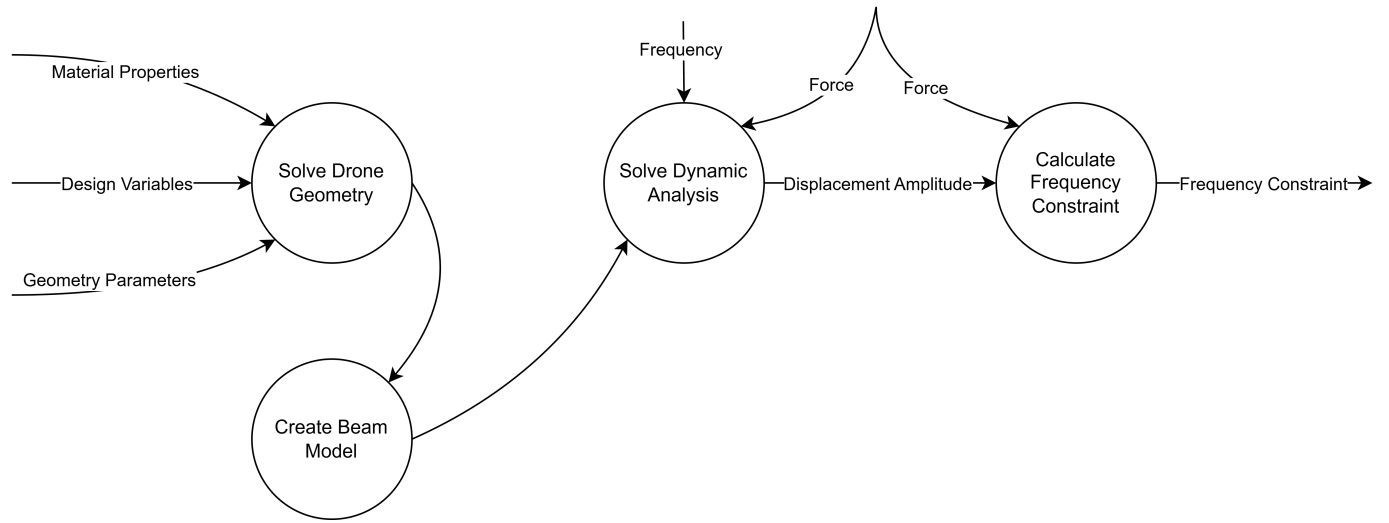 Frequency
Material Properties
Force
Force
Solve Drone
Geometry
Design Variables
Solve Dynamic
Analysis
Displacement Amplitude
Calculate
Frequency
Constraint
Frequency Constraint
Geometry Parameters
Create Beam
Model